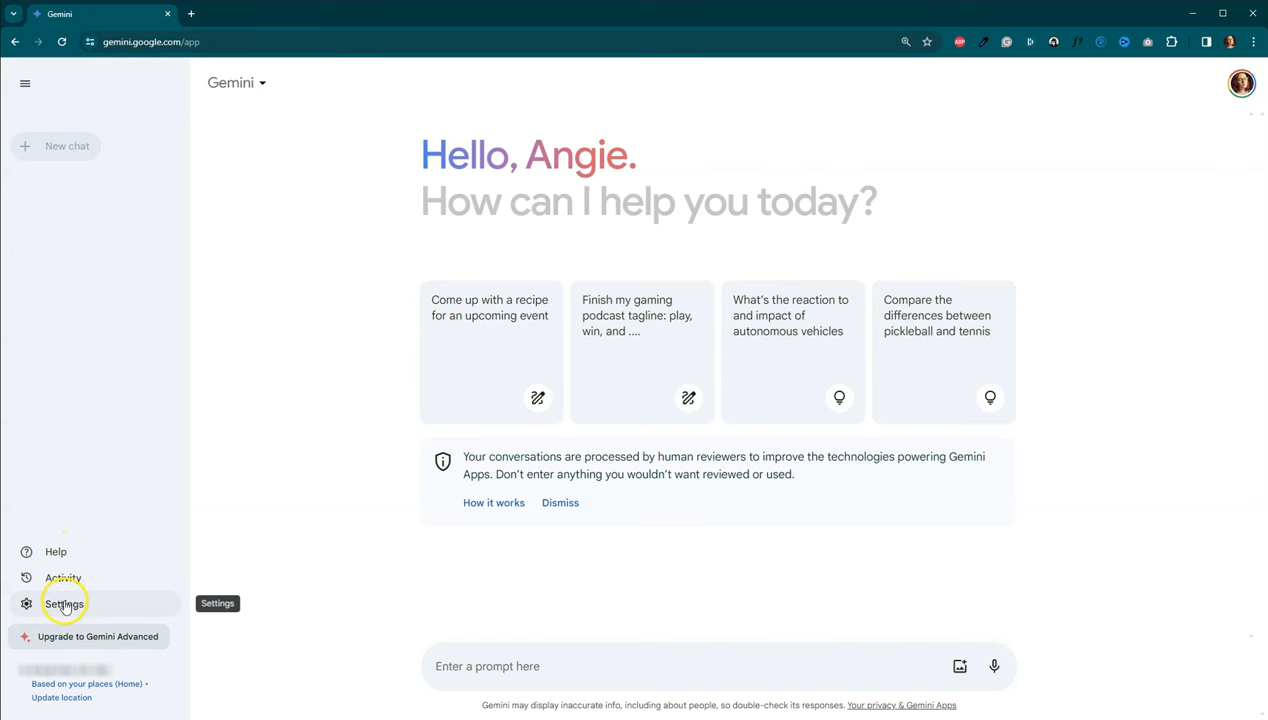 Gemini
gemini.google.com/app
ABP
f?
Gemini
New chat
Hello, Angie.
How can I help you today?
Come up with a recipe
for an upcoming event
Finish my gaming
podcast tagline: play,
win, and ....
What's the reaction to
and impact of
autonomous vehicles
Compare the
differences between
pickleball and tennis
Your conversations are processed by human reviewers to improve the technologies powering Gemini
Apps. Don't enter anything you wouldn't want reviewed or used.
How it works Dismiss
Help
Activity
Settings
Settings
Upgrade to Gemini Advanced
Based on your places (Home) •
Update location
Enter a prompt here
Gemini may display inaccurate info, including about people, so double-check its responses. Your privacy & Gemini Apps